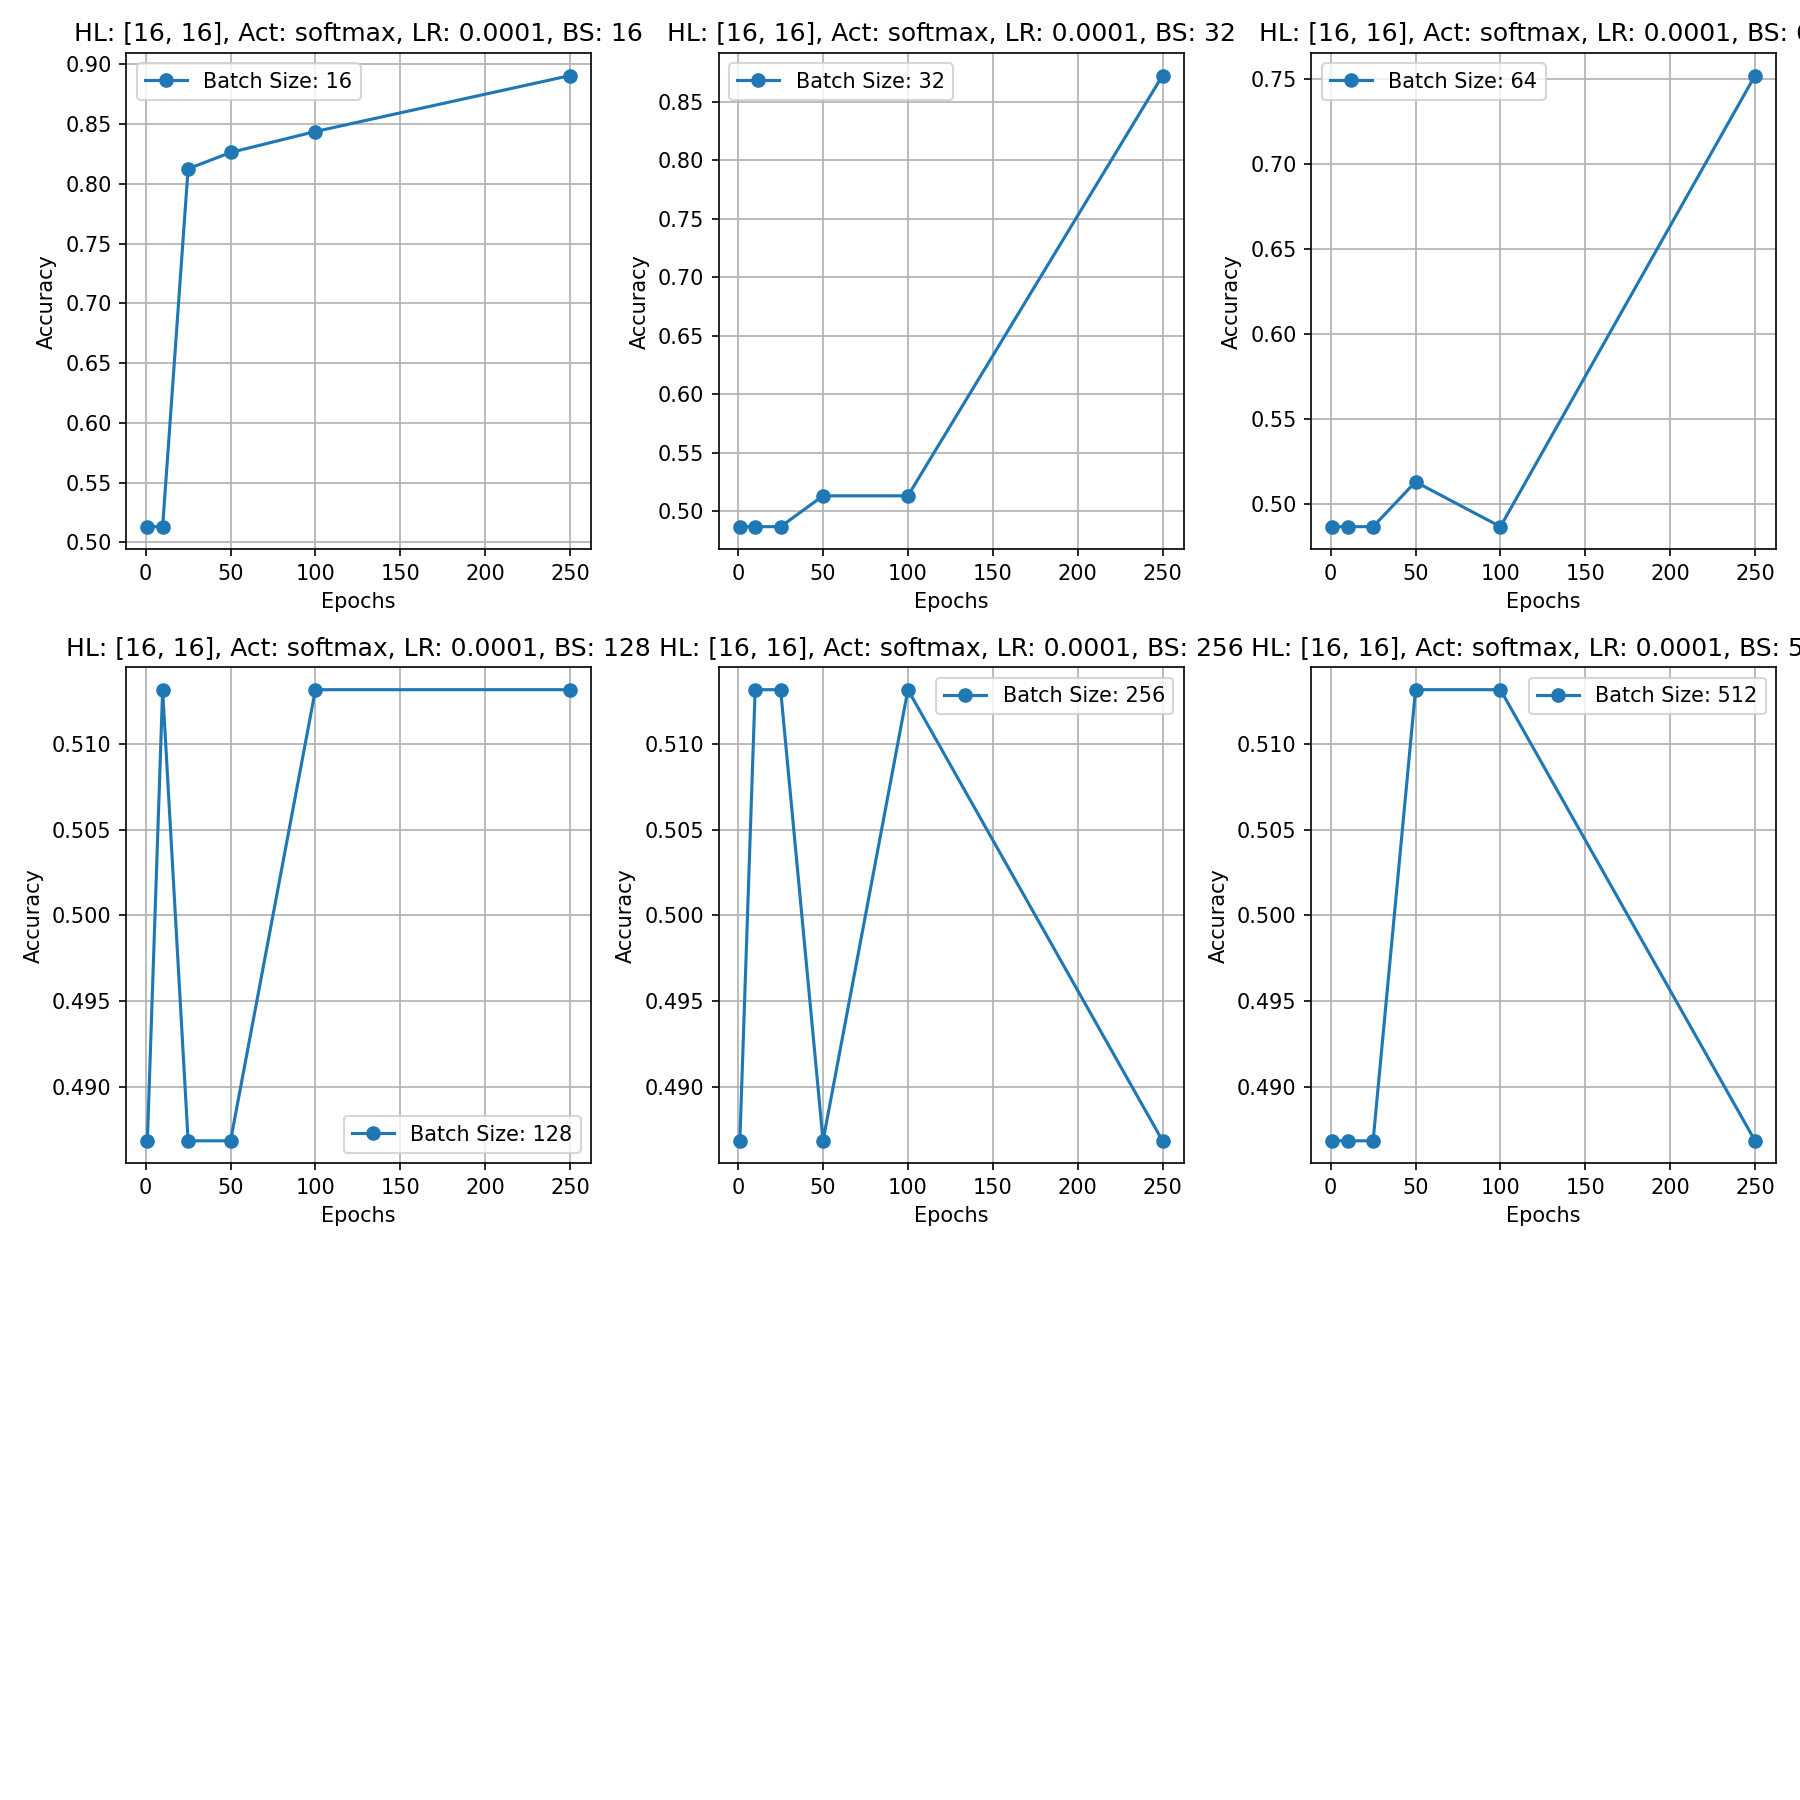 HL: [16, 16], Act: softmax, LR: 0.0001, BS: 16
Batch Size: 16
Accuracy
0.90
0.85
0.80
0.75
0.70
0.65
0.60
0.55
0.50
0 50 100 150 200 250
Epochs
HL: [16, 16], Act: softmax, LR: 0.0001, BS: 32
Batch Size: 32
Accuracy
0.85
0.80
0.75
0.70
0.65
0.60
0.55
0.50
0 50 100 150 200 250
Epochs
HL: [16, 16], Act: softmax, LR: 0.0001, BS:
Batch Size: 64
Accuracy
0.75
0.70
0.65
0.60
0.55
0.50
0 50 100 150 200 250
Epochs
HL: [16, 16], Act: softmax, LR: 0.0001, BS: 128
Batch Size: 128
Accuracy
0.510
0.505
0.500
0.495
0.490
0 50 100 150 200 250
Epochs
HL: [16, 16], Act: softmax, LR: 0.0001, BS: 256
Batch Size: 256
Accuracy
0.510
0.505
0.500
0.495
0.490
0 50 100 150 200 250
Epochs
HL: [16, 16], Act: softmax, LR: 0.0001, BS: 5
Batch Size: 512
Accuracy
0.510
0.505
0.500
0.495
0.490
0 50 100 150 200 250
Epochs